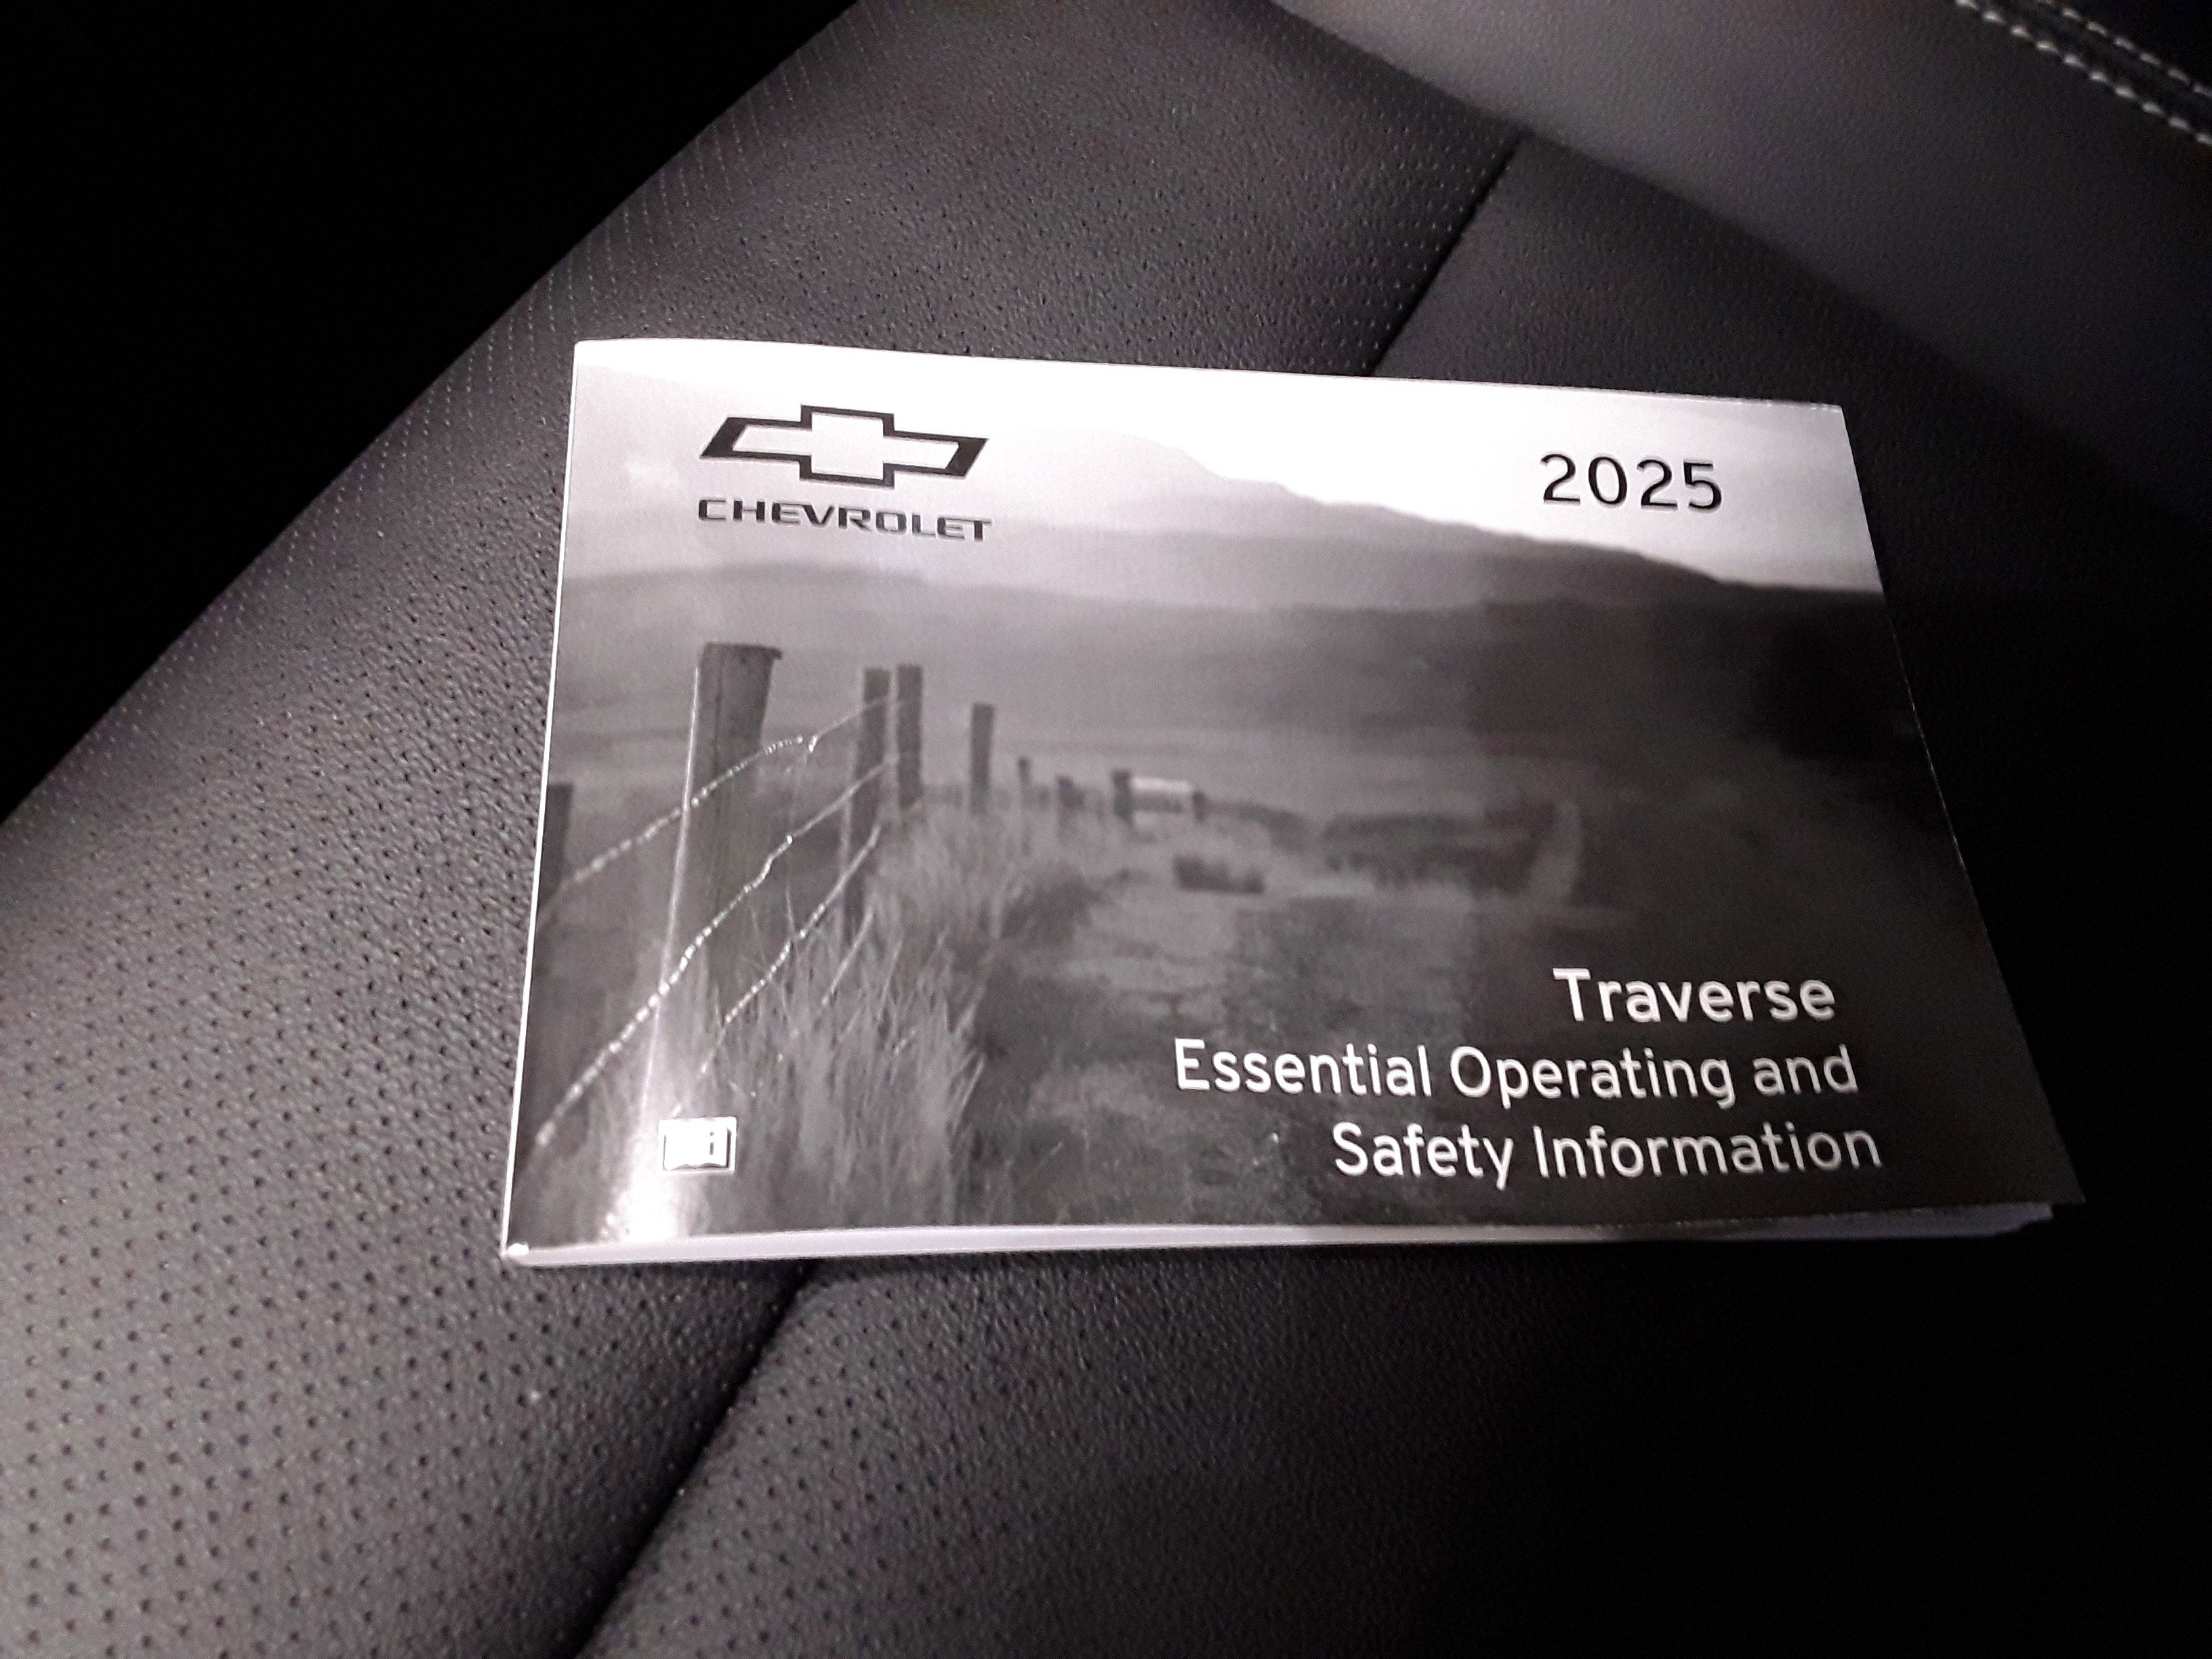 CHEVROLET
2025
Traverse
Essential Operating and
Safety Information